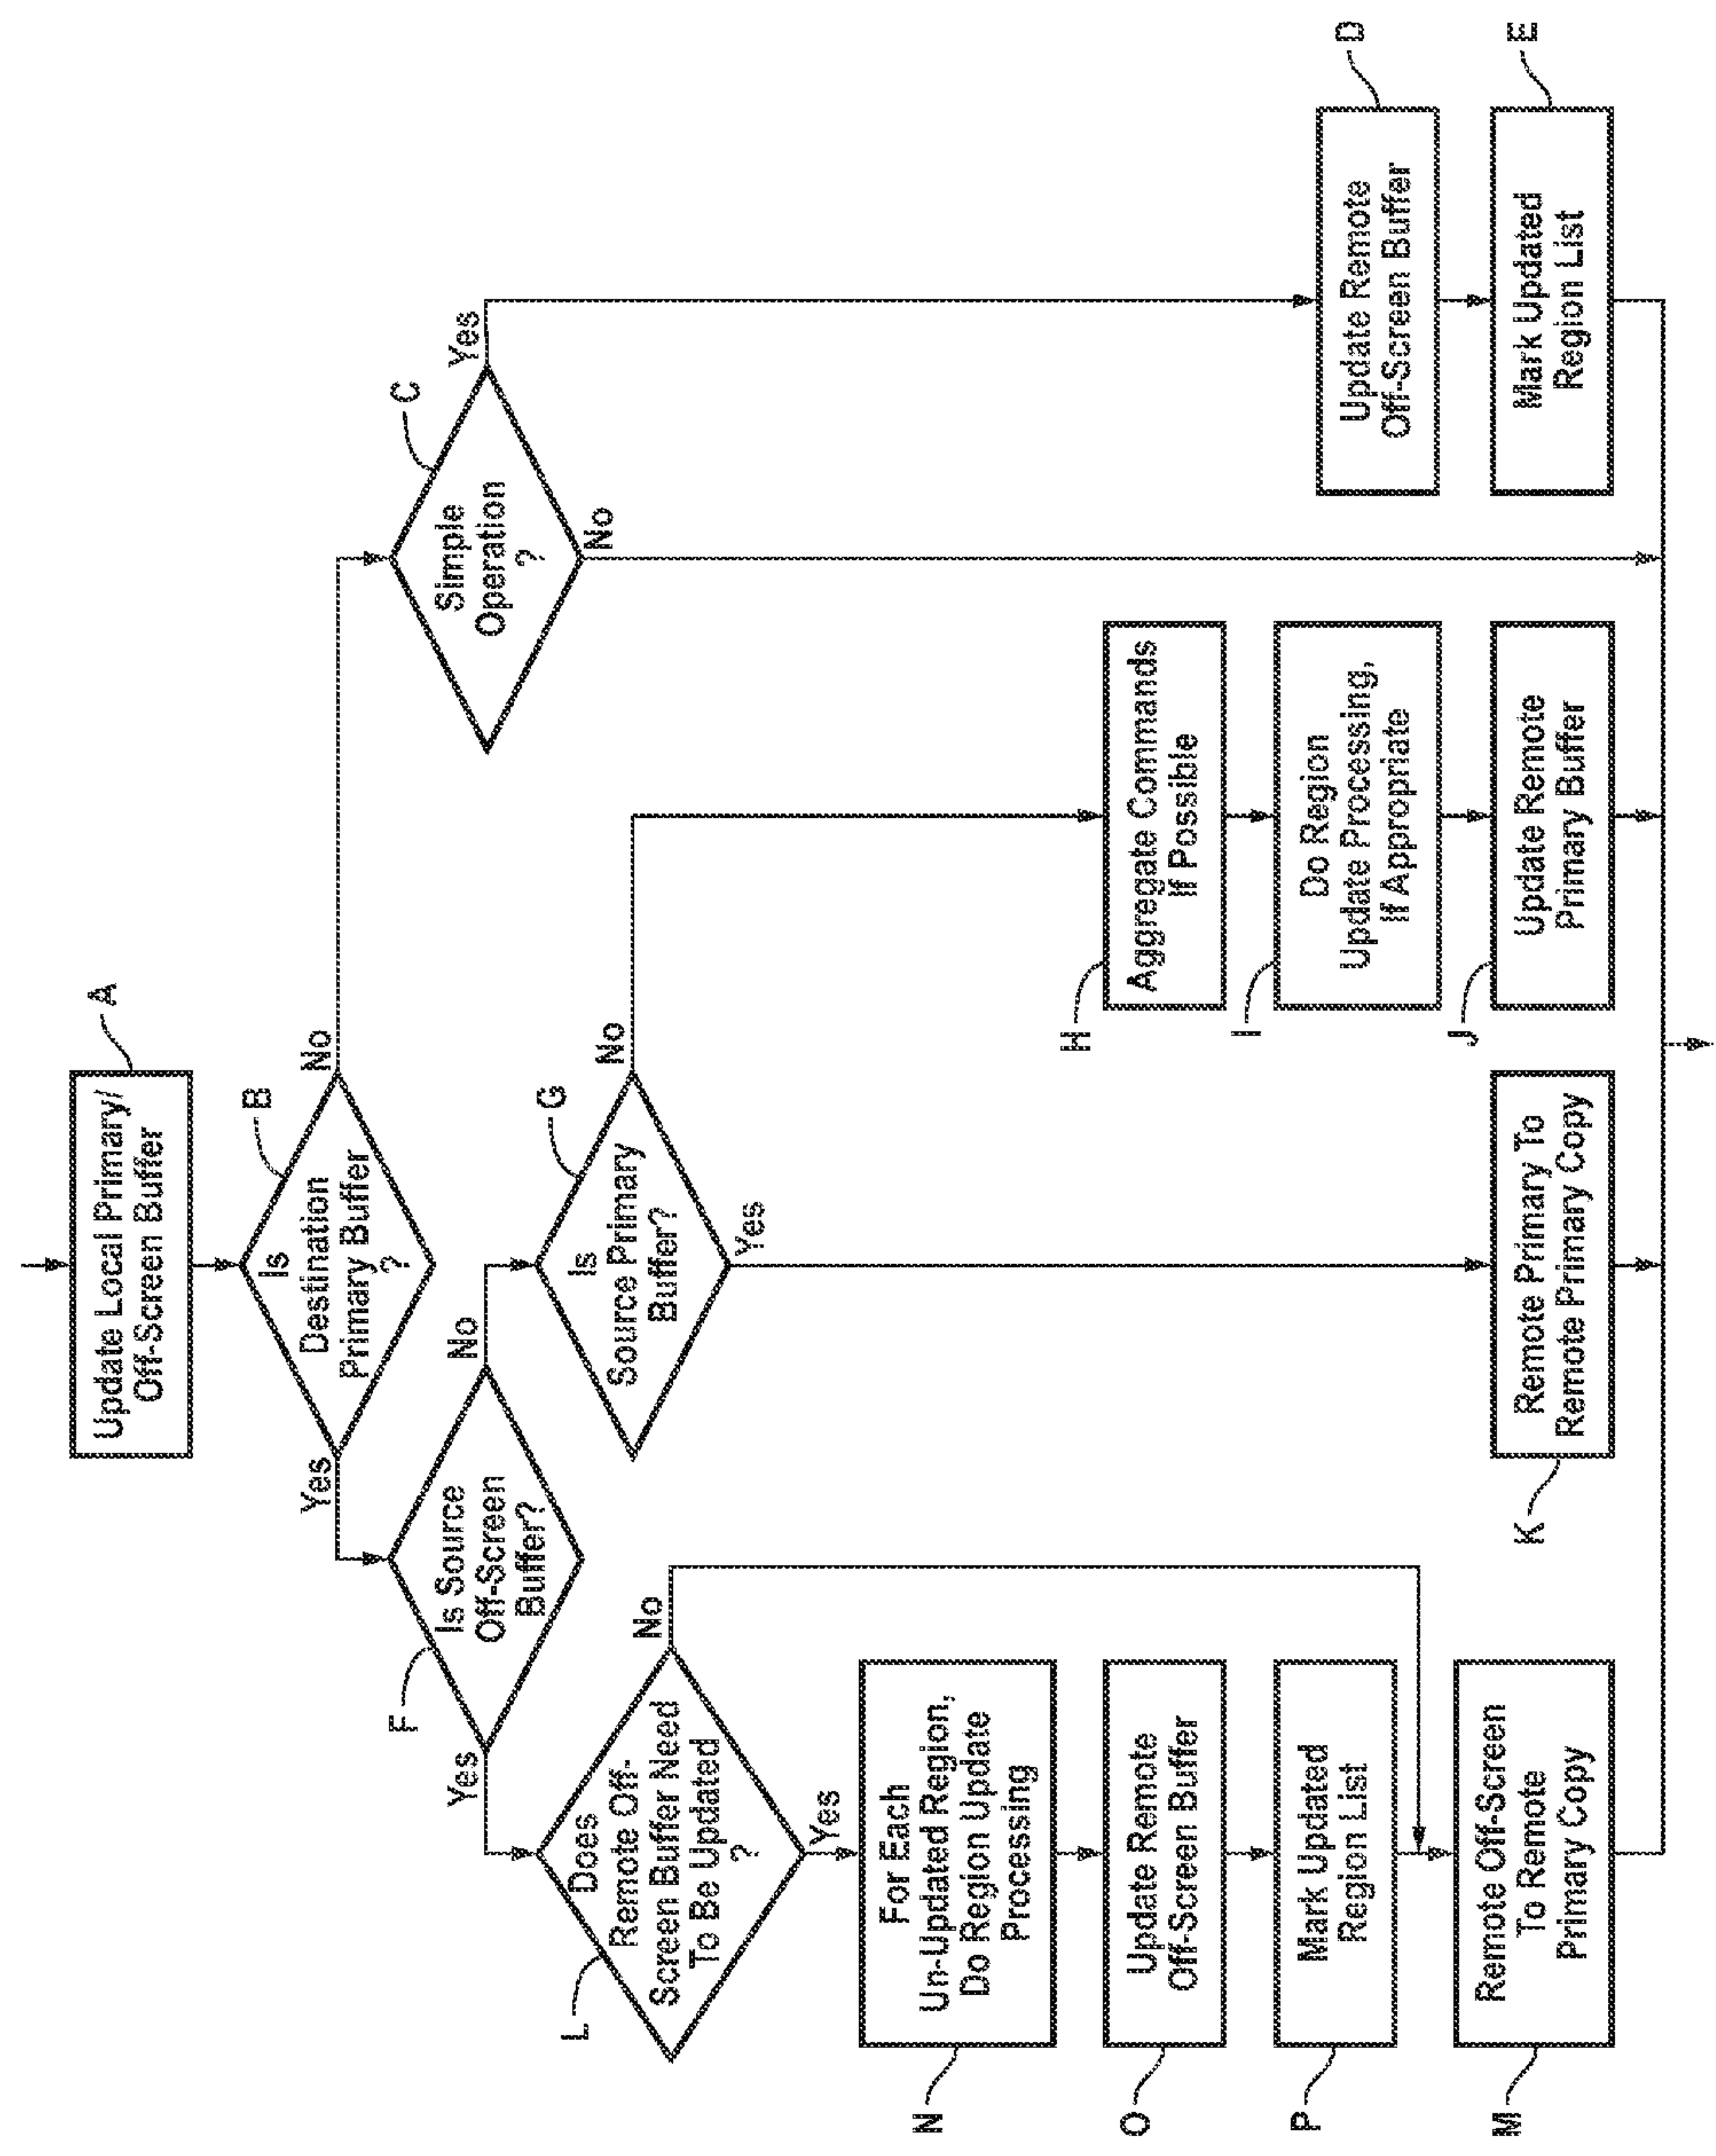 A
Update Local Primary/
Off-Screen Buffer
B
Is
Destination
Primary Buffer
?
Yes
No
C
Simple
Operation
?
Yes
No
F
Is Source
Off-Screen
Buffer?
Yes
No
G
Is
Source Primary
Buffer?
No
Yes
L
Does
Remote Off-
Screen Buffer Need
To Be Updated
?
No
Yes
N
For Each
Un-Updated Region,
Do Region Update
Processing
O
Update Remote
Off-Screen Buffer
P
Mark Updated
Region List
M
Remote Off-Screen
To Remote
Primary Copy
K
Remote Primary To
Remote Primary Copy
H
Aggregate Commands
If Possible
I
Do Region
Update Processing,
If Appropriate
J
Update Remote
Primary Buffer
D
Update Remote
Off-Screen Buffer
E
Mark Updated
Region List